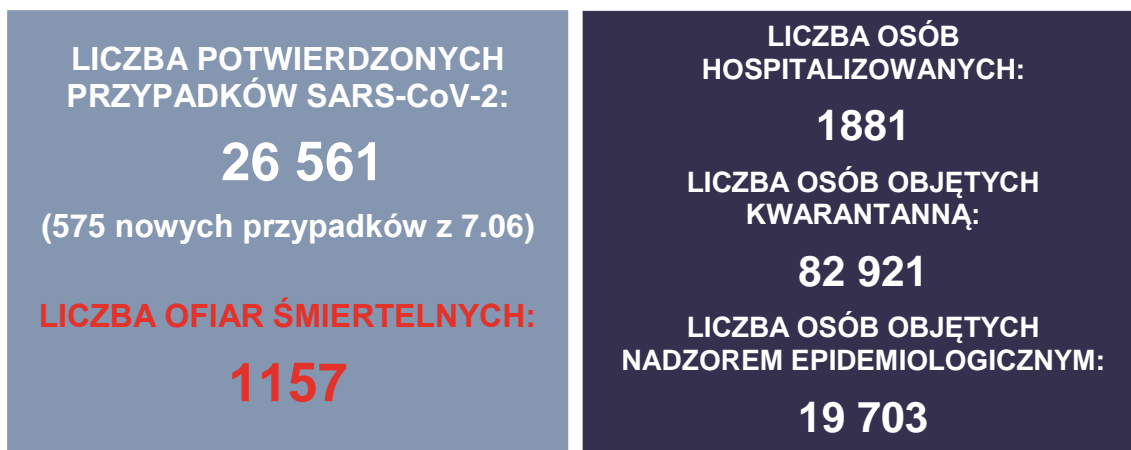 LICZBA POTWIERDZONYCH
PRZYPADKÓW SARS-CoV-2:
26 561
(575 nowych przypadków z 7.06)
LICZBA OFIAR ŚMIERTELNYCH:
1157
LICZBA OSÓB
HOSPITALIZOWANYCH:
1881
LICZBA OSÓB OBJĘTYCH
KWARANTANNĄ:
82 921
LICZBA OSÓB OBJĘTYCH
NADZOREM EPIDEMIOLOGICZNYM:
19 703